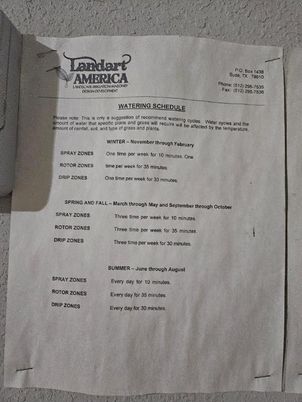 Landart
AMERICA
LANDSCAPE·IRRIGATION·MASONRY
DESIGN·DEVELOPMENT
P.O. Box 1438
Buda, TX 78610
Phone: (512) 295-7535
Fax: (512) 295-7536
WATERING SCHEDULE
Please note: This is only a suggestion of recommend watering cycles. Water cycles and the
amount of water that specific plants and grass will require will be affected by the temperature,
amount of rainfall, soil, and type of grass and plants.
WINTER – November through February
SPRAY ZONES One time per week for 10 minutes. One
ROTOR ZONES time per week for 35 minutes.
DRIP ZONES One time per week for 33 minutes.
SPRING AND FALL – March through May and September through October
SPRAY ZONES Three time per week for 10 minutes.
ROTOR ZONES Three time per week for 35 minutes.
DRIP ZONES Three time per week for 30 minutes.
SUMMER – June through August
SPRAY ZONES Every day for 10 minutes.
ROTOR ZONES Every day for 35 minutes.
DRIP ZONES Every day for 30 minutes.